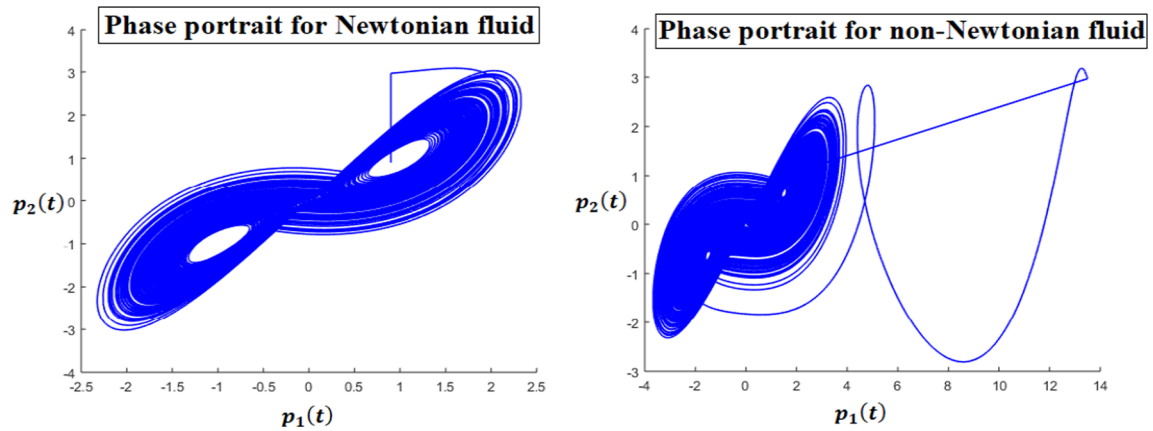 Phase portrait for Newtonian fluid
4
3
2
1
0
-1
-2
-3
-4
p₂(t)
-2.5 -2 -1.5 -1 -0.5 0 0.5 1 1.5 2 2.5
p₁(t)
Phase portrait for non-Newtonian fluid
4
3
2
1
0
-1
-2
-3
p₂(t)
-4 -2 0 2 4 6 8 10 12 14
p₁(t)